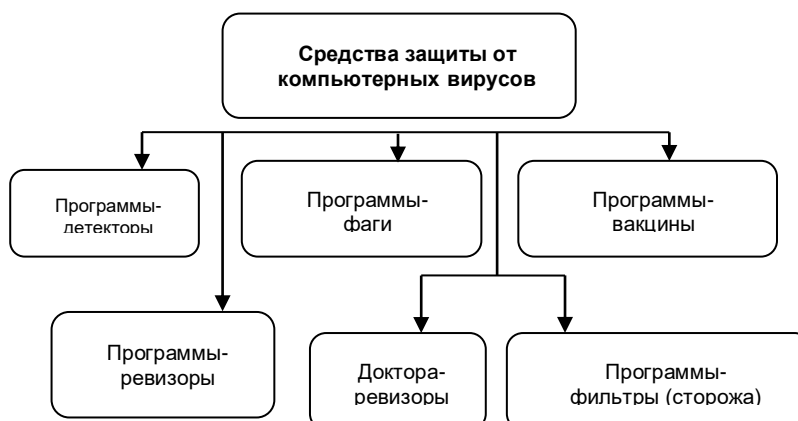 Средства защиты от
компьютерных вирусов
Программы-
детекторы
Программы-
фаги
Программы-
вакцины
Программы-
ревизоры
Доктора-
ревизоры
Программы-
фильтры (сторожа)